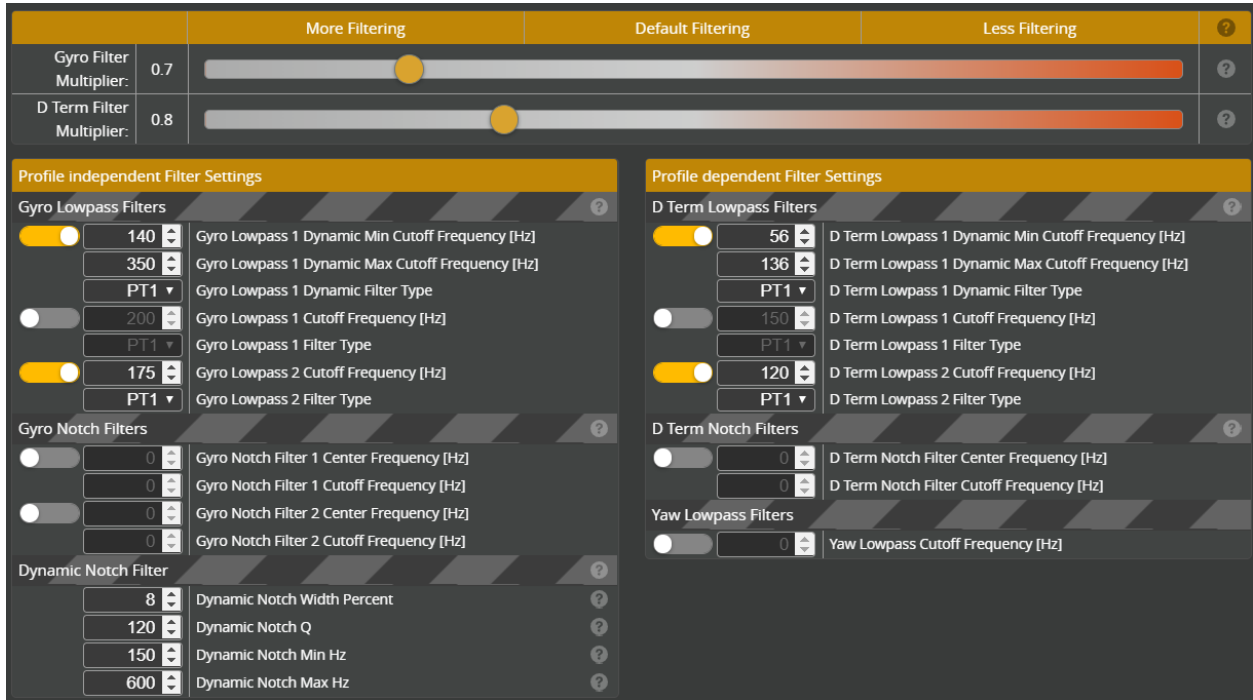 More Filtering Default Filtering Less Filtering ?
Gyro Filter Multiplier: 0.7 ?
D Term Filter Multiplier: 0.8 ?
Profile independent Filter Settings
Gyro Lowpass Filters ?
140 Gyro Lowpass 1 Dynamic Min Cutoff Frequency [Hz]
350 Gyro Lowpass 1 Dynamic Max Cutoff Frequency [Hz]
PT1 Gyro Lowpass 1 Dynamic Filter Type
200 Gyro Lowpass 1 Cutoff Frequency [Hz]
PT1 Gyro Lowpass 1 Filter Type
175 Gyro Lowpass 2 Cutoff Frequency [Hz]
PT1 Gyro Lowpass 2 Filter Type
Gyro Notch Filters ?
0 Gyro Notch Filter 1 Center Frequency [Hz]
0 Gyro Notch Filter 1 Cutoff Frequency [Hz]
0 Gyro Notch Filter 2 Center Frequency [Hz]
0 Gyro Notch Filter 2 Cutoff Frequency [Hz]
Dynamic Notch Filter ?
8 Dynamic Notch Width Percent ?
120 Dynamic Notch Q ?
150 Dynamic Notch Min Hz ?
600 Dynamic Notch Max Hz ?
Profile dependent Filter Settings
D Term Lowpass Filters ?
56 D Term Lowpass 1 Dynamic Min Cutoff Frequency [Hz]
136 D Term Lowpass 1 Dynamic Max Cutoff Frequency [Hz]
PT1 D Term Lowpass 1 Dynamic Filter Type
150 D Term Lowpass 1 Cutoff Frequency [Hz]
PT1 D Term Lowpass 1 Filter Type
120 D Term Lowpass 2 Cutoff Frequency [Hz]
PT1 D Term Lowpass 2 Filter Type
D Term Notch Filters ?
0 D Term Notch Filter Center Frequency [Hz]
0 D Term Notch Filter Cutoff Frequency [Hz]
Yaw Lowpass Filters
0 Yaw Lowpass Cutoff Frequency [Hz]